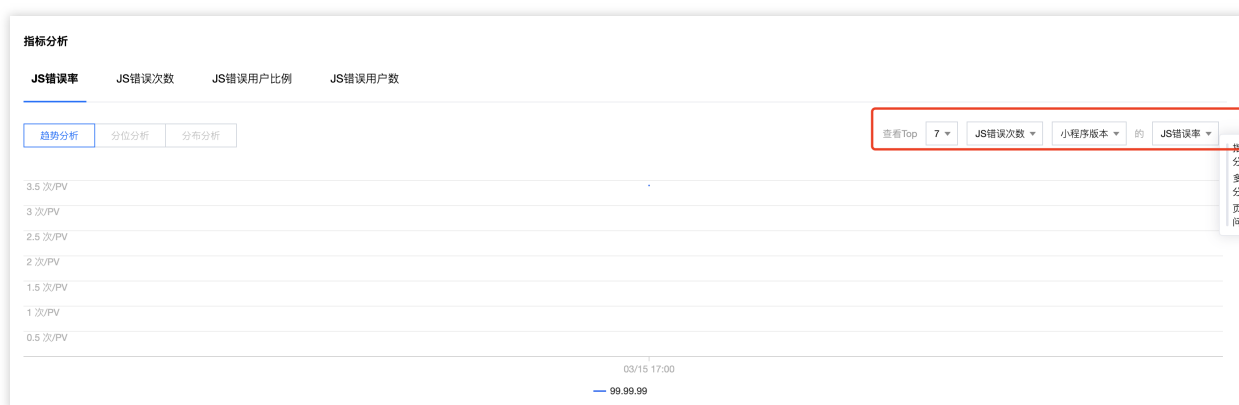 指标分析
JS错误率 JS错误次数 JS错误用户比例 JS错误用户数
趋势分析 分位分析 分布分析 查看Top 7 JS错误次数 小程序版本 的 JS错误率
分
多
分
页
问
3.5 次/PV
3 次/PV
2.5 次/PV
2 次/PV
1.5 次/PV
1 次/PV
0.5 次/PV
03/15 17:00
99.99.99